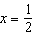 x = 1/2